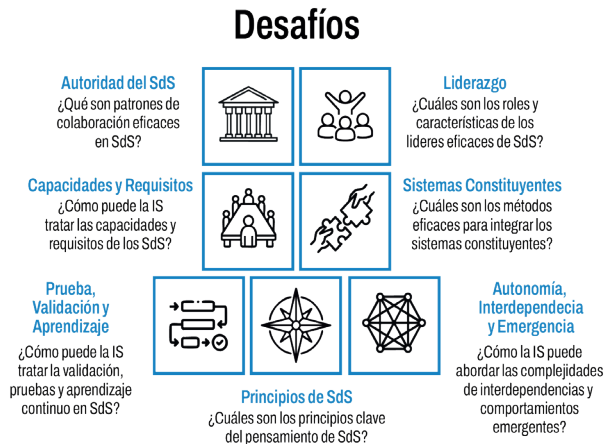 Desafíos
Autoridad del SdS
¿Qué son patrones de
colaboración eficaces
en SdS?
Liderazgo
¿Cuáles son los roles y
características de los
lideres eficaces de SdS?
Capacidades y Requisitos
¿Cómo puede la IS
tratar las capacidades y
requisitos de los SdS?
Sistemas Constituyentes
¿Cuáles son los métodos
eficaces para integrar los
sistemas constituyentes?
Prueba,
Validación y
Aprendizaje
¿Cómo puede la IS
tratar la validación,
pruebas y aprendizaje
continuo en SdS?
Principios de SdS
¿Cuáles son los principios clave
del pensamiento de SdS?
Autonomía,
Interdependecia
y Emergencia
¿Cómo la IS puede
abordar las complejidades
de interdependencias y
comportamientos
emergentes?